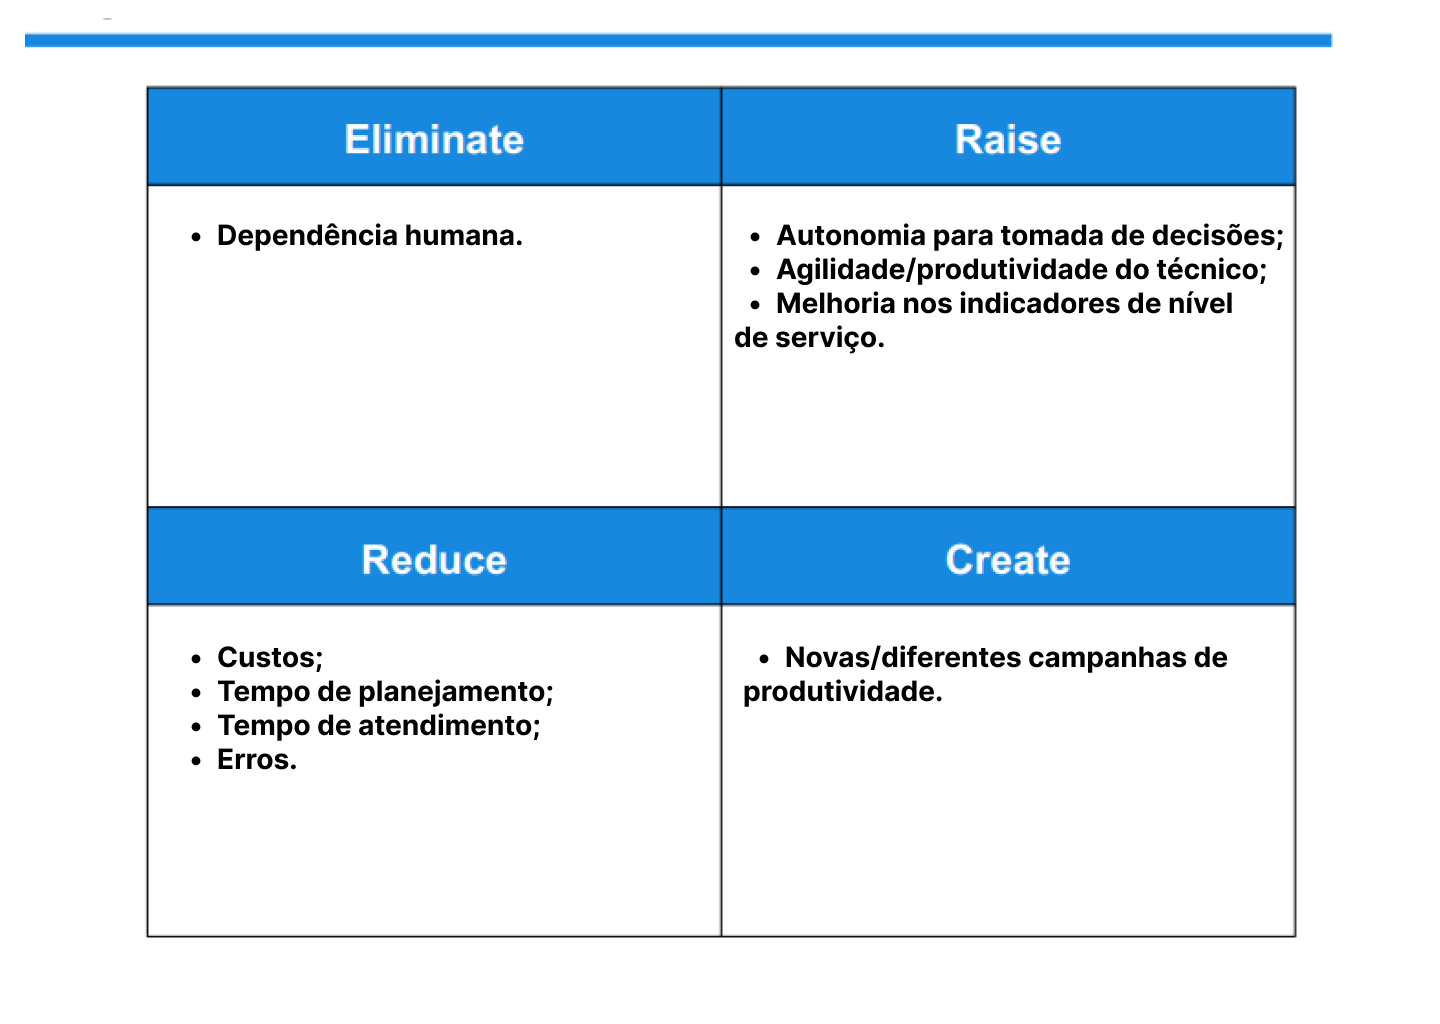 Eliminate
Raise
• Dependência humana.
• Autonomia para tomada de decisões;
• Agilidade/produtividade do técnico;
• Melhoria nos indicadores de nível
de serviço.
Reduce
Create
• Custos;
• Tempo de planejamento;
• Tempo de atendimento;
• Erros.
• Novas/diferentes campanhas de
produtividade.